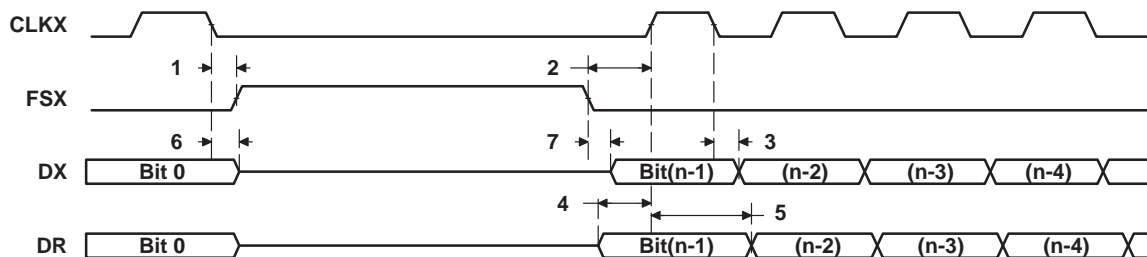 CLKX
1 2
FSX
6 7 3
DX Bit 0 Bit(n-1) (n-2) (n-3) (n-4)
4 5
DR Bit 0 Bit(n-1) (n-2) (n-3) (n-4)